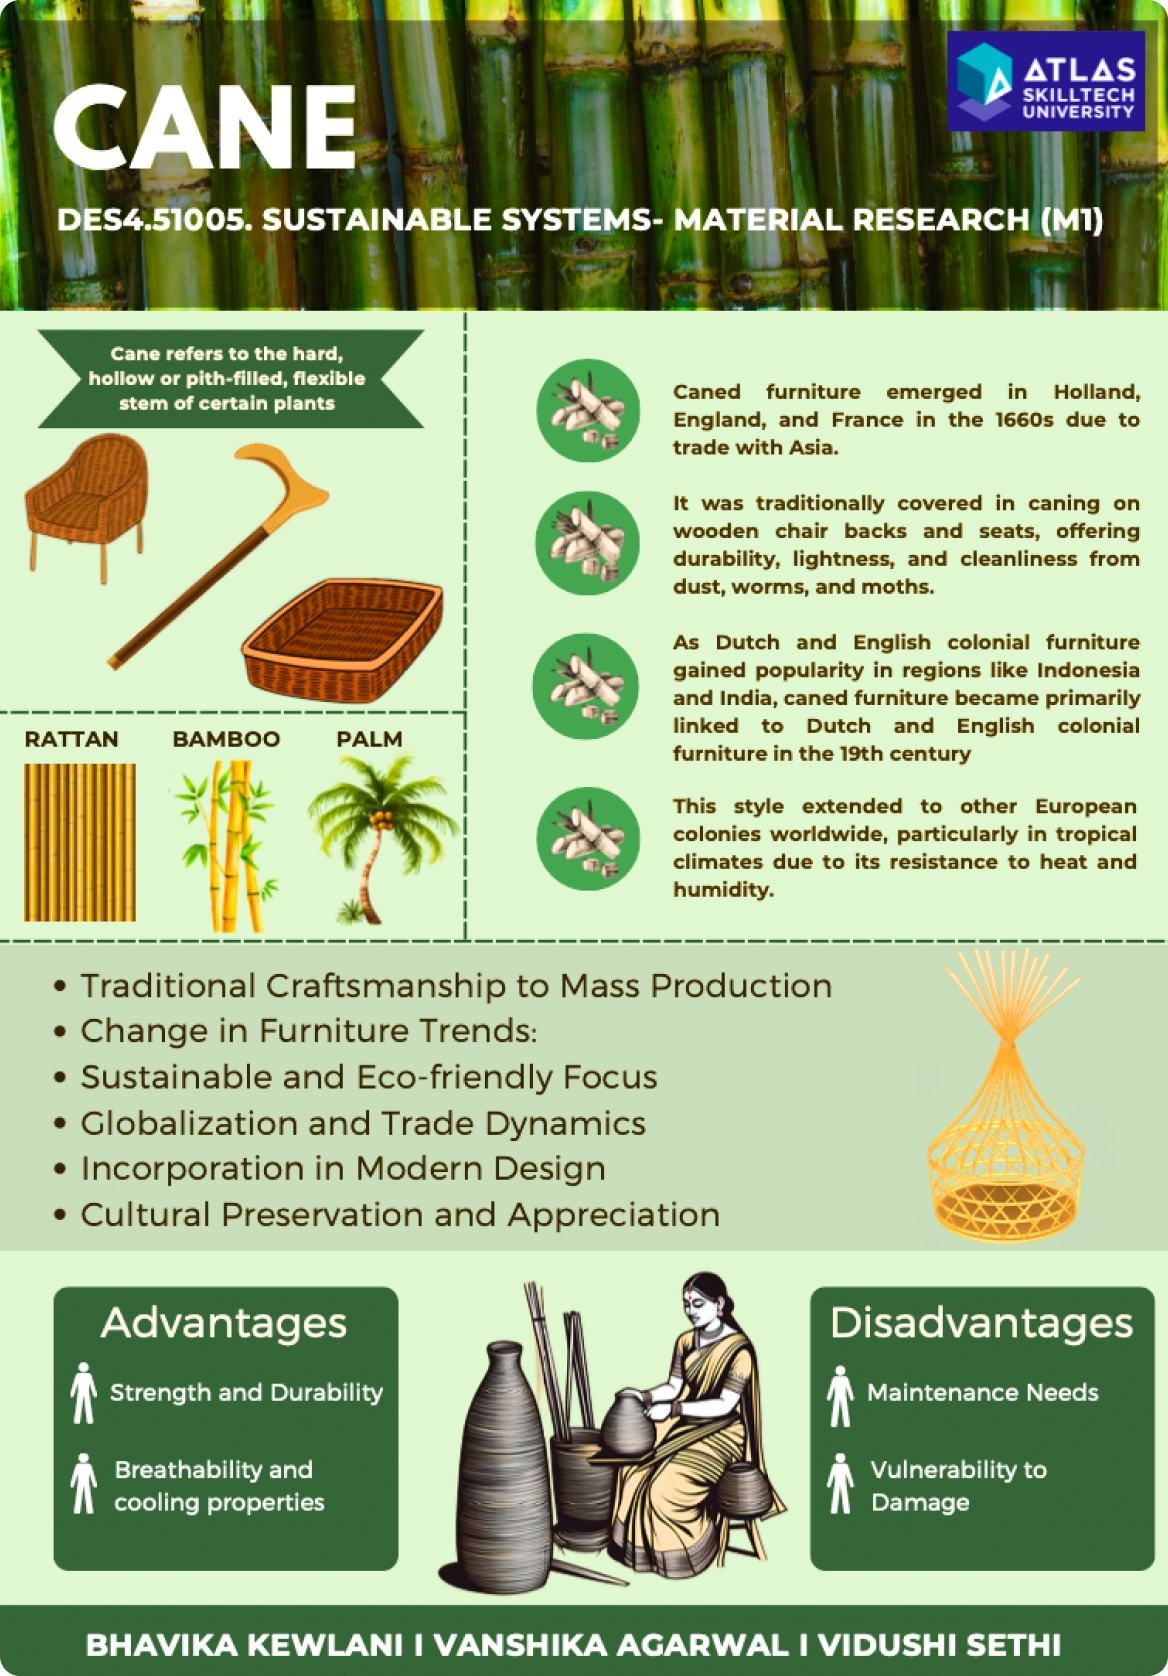 CANE
ATLAS
SKILLTECH
UNIVERSITY
DES4.51005. SUSTAINABLE SYSTEMS- MATERIAL RESEARCH (M1)
Cane refers to the hard,
hollow or pith-filled, flexible
stem of certain plants
RATTAN
BAMBOO
PALM
Caned furniture emerged in Holland,
England, and France in the 1660s due to
trade with Asia.
It was traditionally covered in caning on
wooden chair backs and seats, offering
durability, lightness, and cleanliness from
dust, worms, and moths.
As Dutch and English colonial furniture
gained popularity in regions like Indonesia
and India, caned furniture became primarily
linked to Dutch and English colonial
furniture in the 19th century
This style extended to other European
colonies worldwide, particularly in tropical
climates due to its resistance to heat and
humidity.
• Traditional Craftsmanship to Mass Production
• Change in Furniture Trends:
• Sustainable and Eco-friendly Focus
• Globalization and Trade Dynamics
• Incorporation in Modern Design
• Cultural Preservation and Appreciation
Advantages
Strength and Durability
Breathability and
cooling properties
Disadvantages
Maintenance Needs
Vulnerability to
Damage
BHAVIKA KEWLANI I VANSHIKA AGARWAL I VIDUSHI SETHI